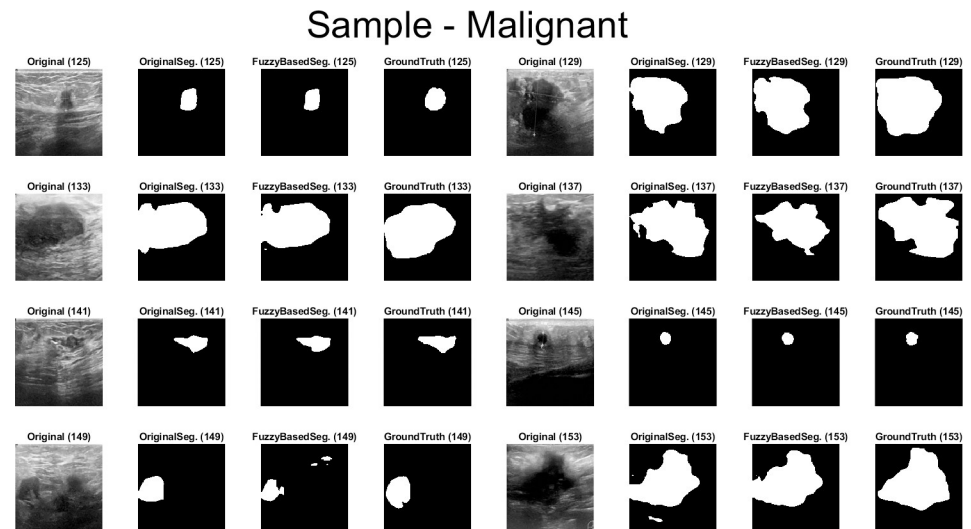 Sample - Malignant
Original (125) OriginalSeg. (125) FuzzyBasedSeg. (125) GroundTruth (125) Original (129) OriginalSeg. (129) FuzzyBasedSeg. (129) GroundTruth (129)
Original (133) OriginalSeg. (133) FuzzyBasedSeg. (133) GroundTruth (133) Original (137) OriginalSeg. (137) FuzzyBasedSeg. (137) GroundTruth (137)
Original (141) OriginalSeg. (141) FuzzyBasedSeg. (141) GroundTruth (141) Original (145) OriginalSeg. (145) FuzzyBasedSeg. (145) GroundTruth (145)
Original (149) OriginalSeg. (149) FuzzyBasedSeg. (149) GroundTruth (149) Original (153) OriginalSeg. (153) FuzzyBasedSeg. (153) GroundTruth (153)